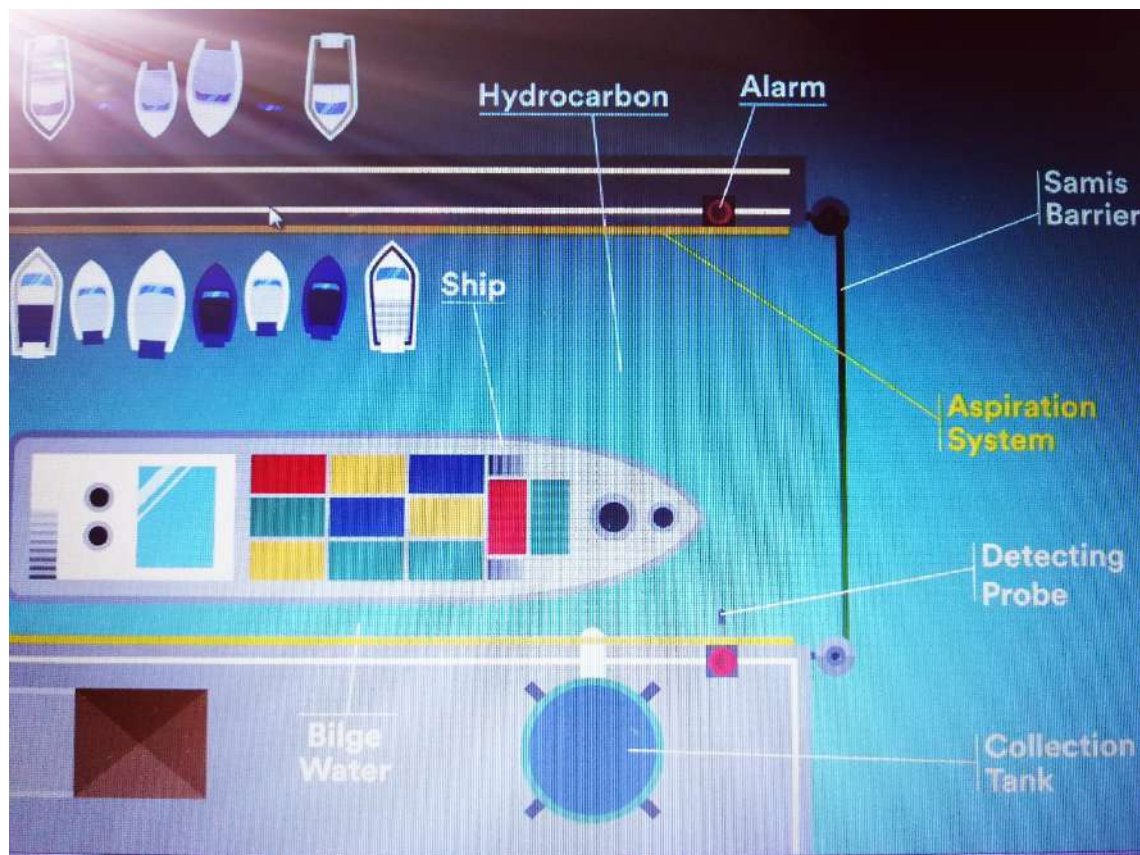 Hydrocarbon
Alarm
Samis
Barrier
Ship
Aspiration
System
Detecting
Probe
Bilge
Water
Collection
Tank